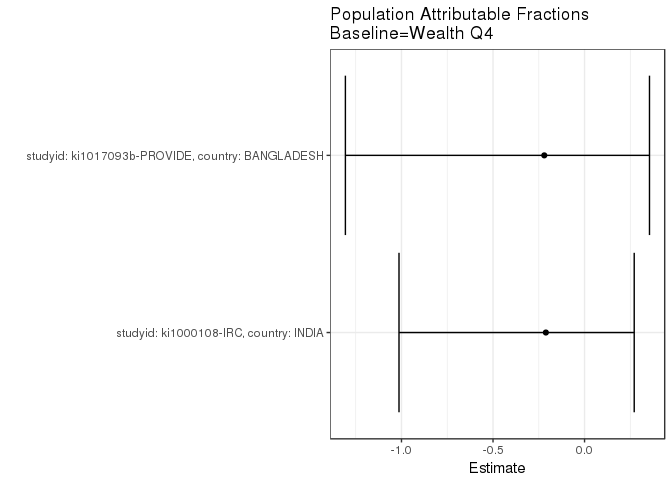 Population Attributable Fractions
Baseline=Wealth Q4
studyid: ki1017093b-PROVIDE, country: BANGLADESH
studyid: ki1000108-IRC, country: INDIA
-1.0 -0.5 0.0
Estimate